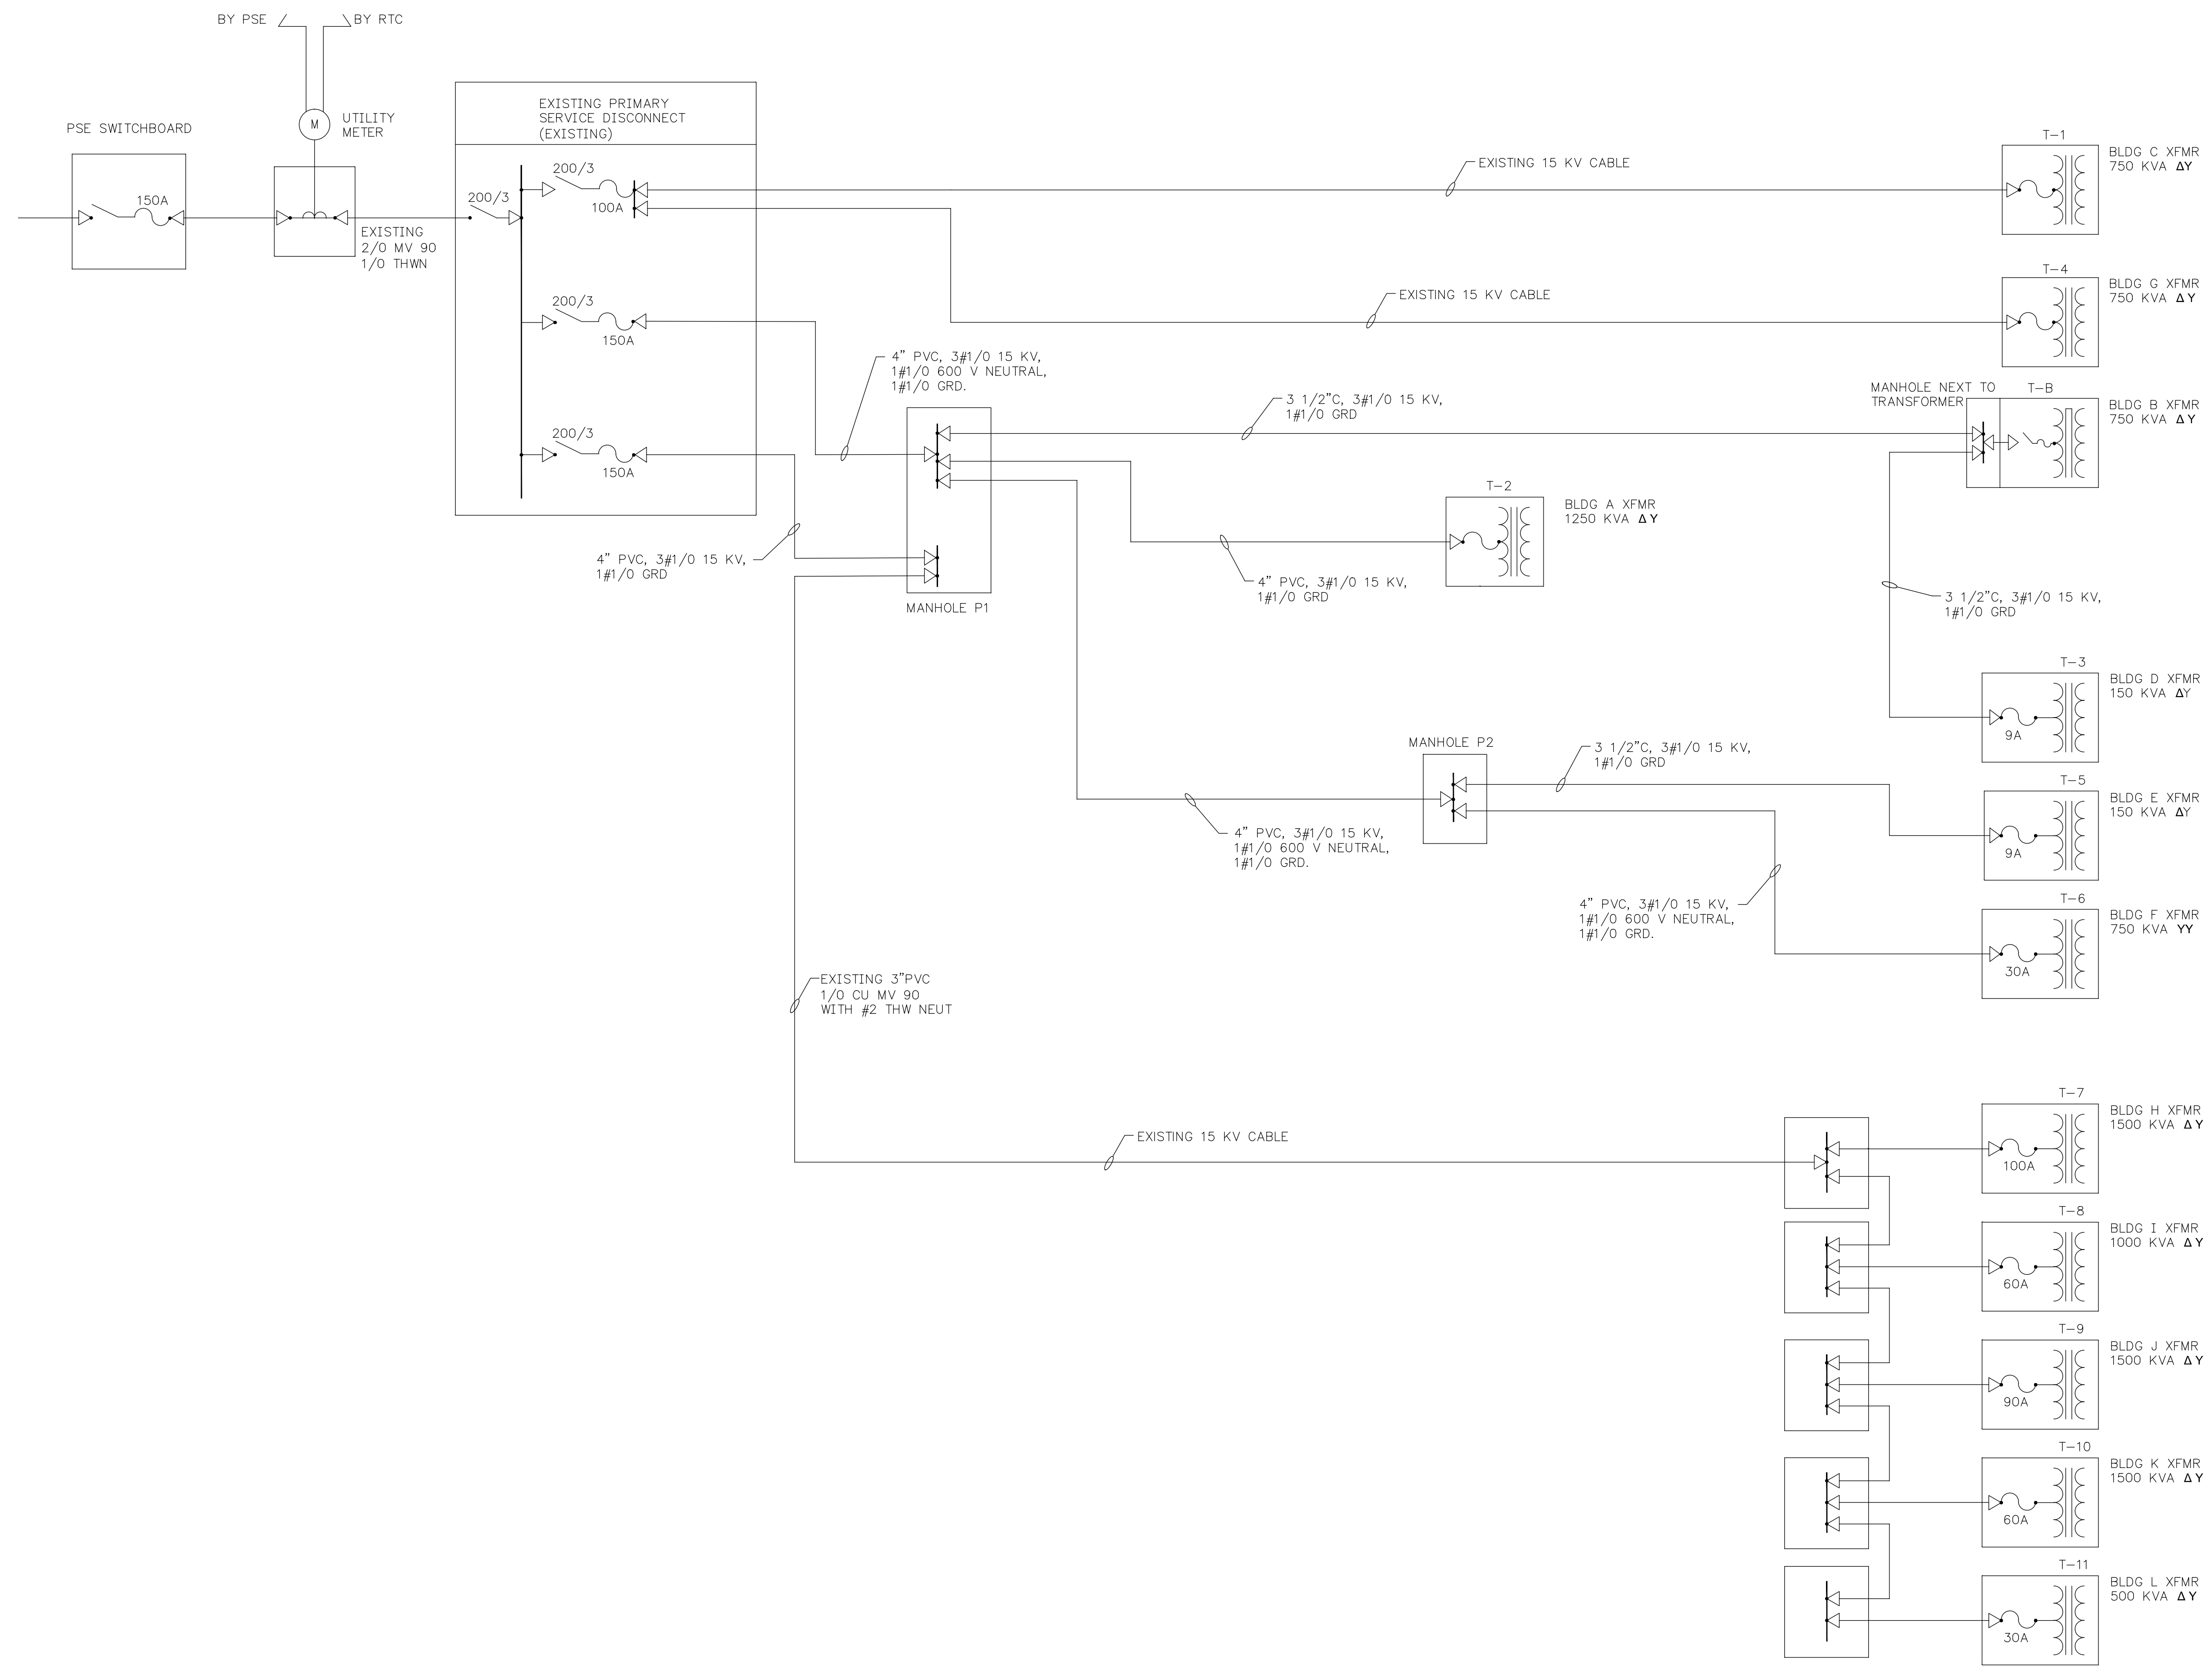 BY PSE
BY RTC
M
UTILITY
METER
PSE SWITCHBOARD
150A
EXISTING
2/0 MV 90
1/0 THWN
EXISTING PRIMARY
SERVICE DISCONNECT
(EXISTING)
200/3
200/3
100A
200/3
150A
200/3
150A
EXISTING 15 KV CABLE
T-1
BLDG C XFMR
750 KVA ΔY
EXISTING 15 KV CABLE
T-4
BLDG G XFMR
750 KVA ΔY
4" PVC, 3#1/0 15 KV,
1#1/0 600 V NEUTRAL,
1#1/0 GRD.
3 1/2"C, 3#1/0 15 KV,
1#1/0 GRD
MANHOLE NEXT TO
TRANSFORMER
T-B
BLDG B XFMR
750 KVA ΔY
T-2
BLDG A XFMR
1250 KVA ΔY
4" PVC, 3#1/0 15 KV,
1#1/0 GRD
4" PVC, 3#1/0 15 KV,
1#1/0 GRD
MANHOLE P1
3 1/2"C, 3#1/0 15 KV,
1#1/0 GRD
T-3
BLDG D XFMR
150 KVA ΔY
9A
MANHOLE P2
3 1/2"C, 3#1/0 15 KV,
1#1/0 GRD
T-5
BLDG E XFMR
150 KVA ΔY
9A
4" PVC, 3#1/0 15 KV,
1#1/0 600 V NEUTRAL,
1#1/0 GRD.
4" PVC, 3#1/0 15 KV,
1#1/0 600 V NEUTRAL,
1#1/0 GRD.
T-6
BLDG F XFMR
750 KVA YY
30A
EXISTING 3"PVC
1/0 CU MV 90
WITH #2 THW NEUT
EXISTING 15 KV CABLE
T-7
BLDG H XFMR
1500 KVA ΔY
100A
T-8
BLDG I XFMR
1000 KVA ΔY
60A
T-9
BLDG J XFMR
1500 KVA ΔY
90A
T-10
BLDG K XFMR
1500 KVA ΔY
60A
T-11
BLDG L XFMR
500 KVA ΔY
30A